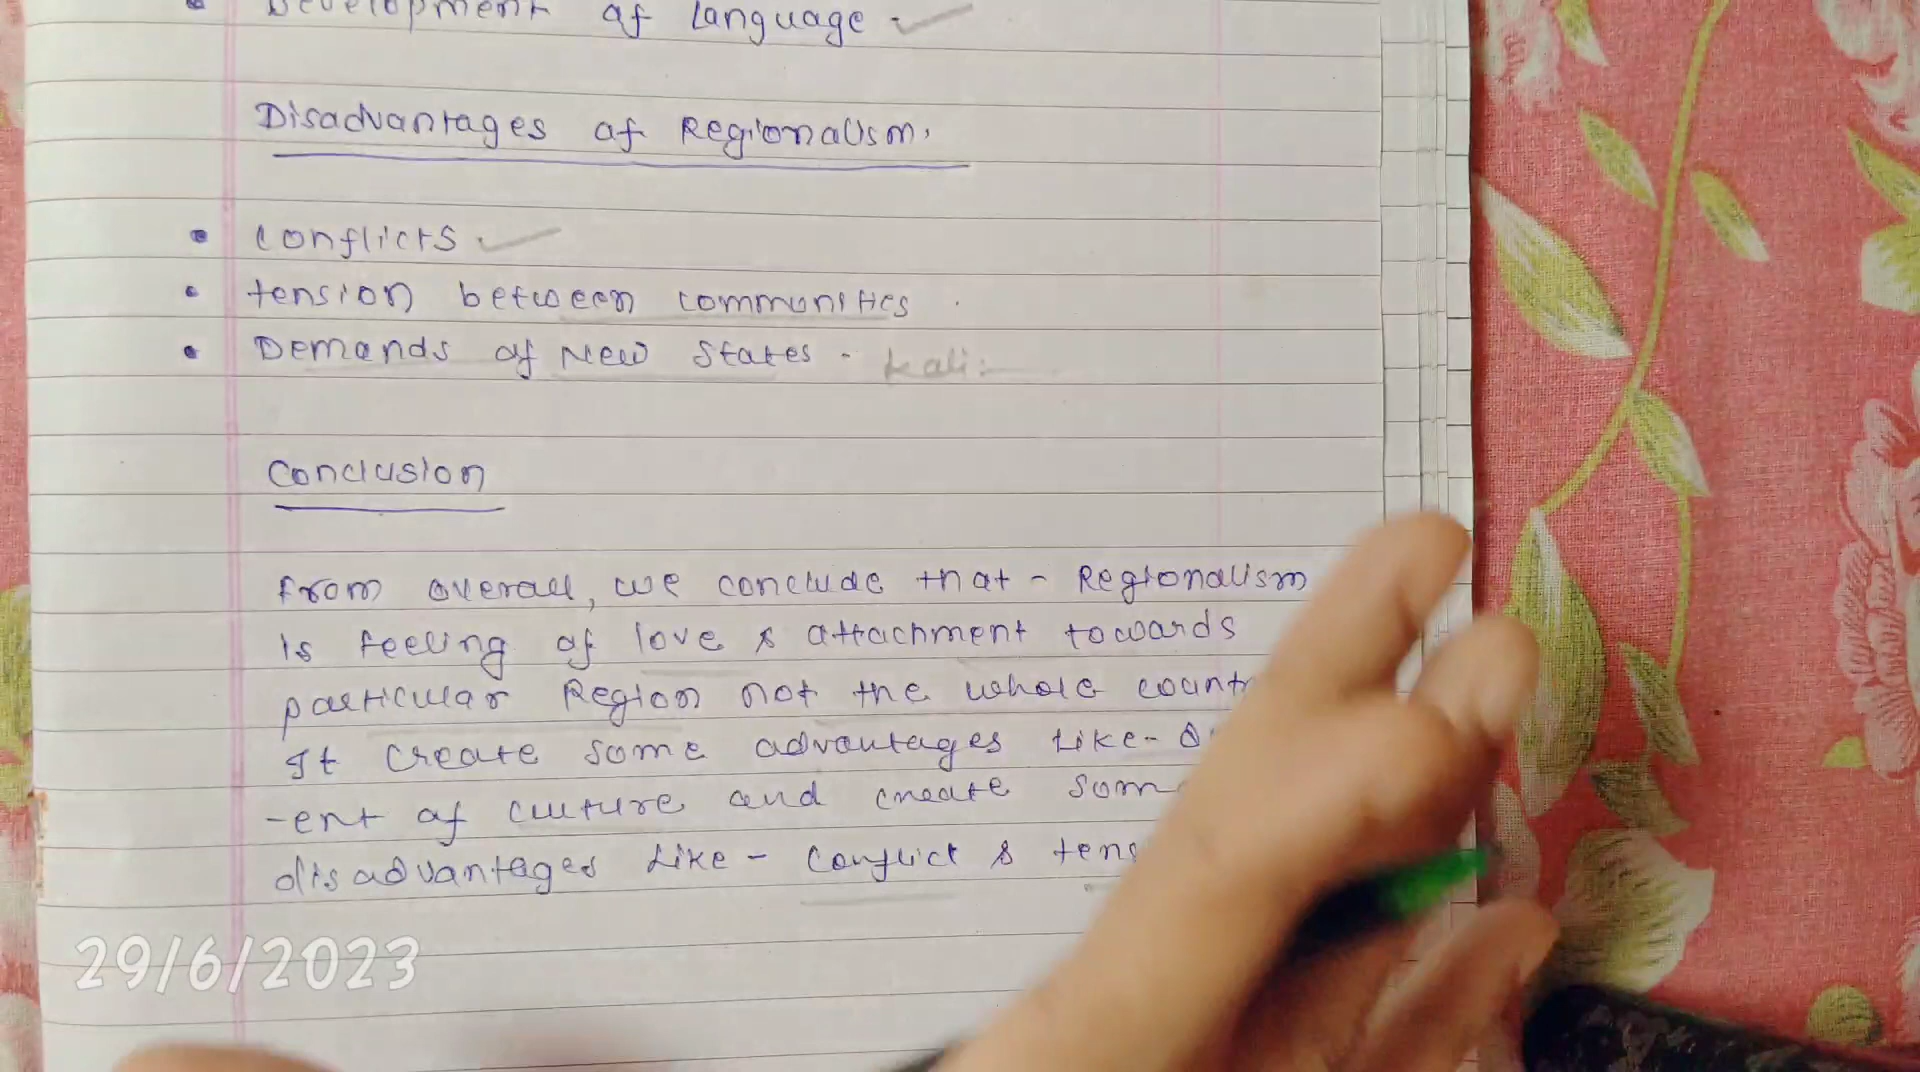 Development of Language
Disadvantages of Regionalism.
• Conflicts
• tension between communities .
• Demands of New States - kali:
Conclusion
From overall, we conclude that - Regionalism
is feeling of love & attachment towards
particular Region not the whole
It create some advantages like-
-ent of culture and create
disadvantages Like - Conflict &
29/6/2023